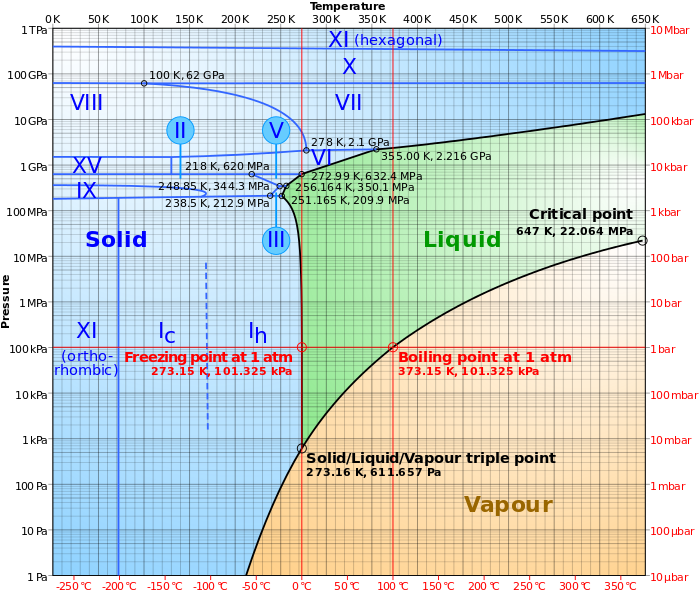 Temperature
0 K 50 K 100 K 150 K 200 K 250 K 300 K 350 K 400 K 450 K 500 K 550 K 600 K 650 K
1 TPa
10 Mbar
XI (hexagonal)
X
100 GPa
1 Mbar
100 K, 62 GPa
VIII
VII
10 GPa
100 kbar
II
V
278 K, 2.1 GPa
VI
355.00 K, 2.216 GPa
1 GPa
10 kbar
XV
218 K, 620 MPa
272.99 K, 632.4 MPa
IX
248.85 K, 344.3 MPa
256.164 K, 350.1 MPa
238.5 K, 212.9 MPa
251.165 K, 209.9 MPa
100 MPa
1 kbar
Critical point
647 K, 22.064 MPa
Solid
III
Liquid
10 MPa
100 bar
Pressure
1 MPa
10 bar
XI
(ortho-
rhombic)
Ic
Ih
100 kPa
1 bar
Freezing point at 1 atm
273.15 K, 101.325 kPa
Boiling point at 1 atm
373.15 K, 101.325 kPa
10 kPa
100 mbar
1 kPa
10 mbar
Solid/Liquid/Vapour triple point
273.16 K, 611.657 Pa
100 Pa
1 mbar
Vapour
10 Pa
100 µbar
1 Pa
10 µbar
-250 °C -200 °C -150 °C -100 °C -50 °C 0 °C 50 °C 100 °C 150 °C 200 °C 250 °C 300 °C 350 °C